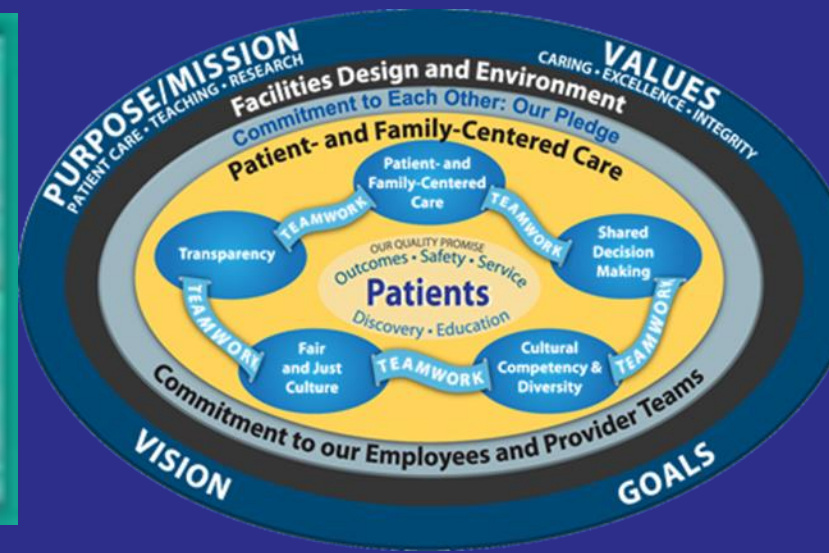 PURPOSE/MISSION
PATIENT CARE • TEACHING • RESEARCH
VALUES
CARING • EXCELLENCE • INTEGRITY
Facilities Design and Environment
Commitment to Each Other: Our Pledge
Patient- and Family-Centered Care
Patient- and
Family-Centered
Care
TEAMWORK
TEAMWORK
Transparency
Shared
Decision
Making
OUR QUALITY PROMISE
Outcomes • Safety • Service
Patients
Discovery • Education
TEAMWORK
TEAMWORK
Fair
and Just
Culture
TEAMWORK
Cultural
Competency &
Diversity
Commitment to our Employees and Provider Teams
VISION
GOALS